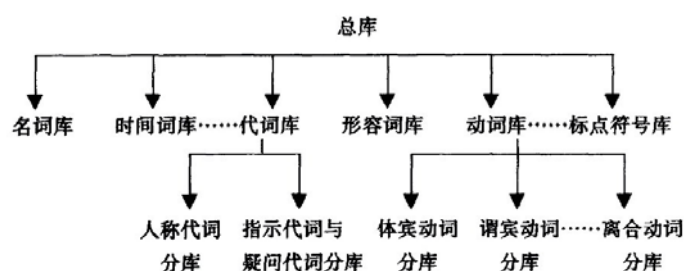 总库
名词库 时间词库……代词库 形容词库 动词库……标点符号库
人称代词 指示代词与 体宾动词 谓宾动词……离合动词
分库 疑问代词分库 分库 分库 分库